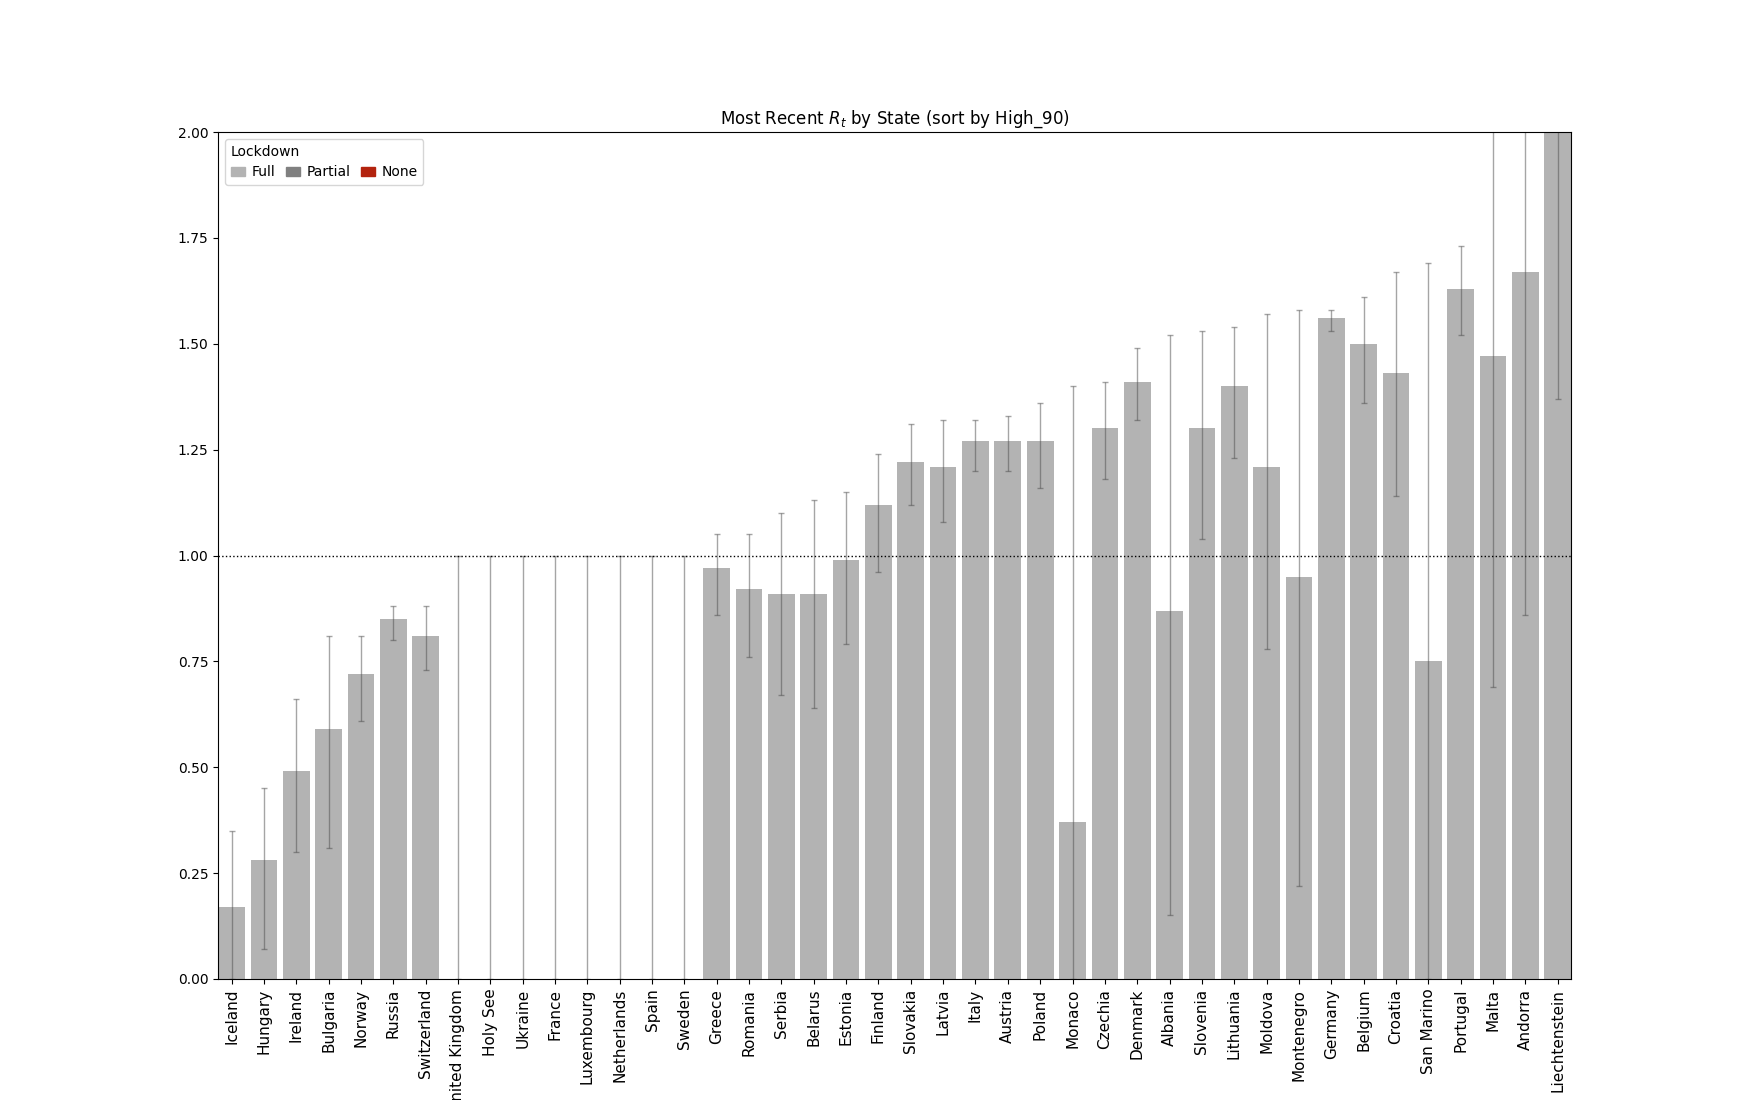 Most Recent R_t by State (sort by High_90)
Lockdown
Full Partial None
2.00
1.75
1.50
1.25
1.00
0.75
0.50
0.25
0.00
Iceland
Hungary
Ireland
Bulgaria
Norway
Russia
Switzerland
nited Kingdom
Holy See
Ukraine
France
Luxembourg
Netherlands
Spain
Sweden
Greece
Romania
Serbia
Belarus
Estonia
Finland
Slovakia
Latvia
Italy
Austria
Poland
Monaco
Czechia
Denmark
Albania
Slovenia
Lithuania
Moldova
Montenegro
Germany
Belgium
Croatia
San Marino
Portugal
Malta
Andorra
Liechtenstein